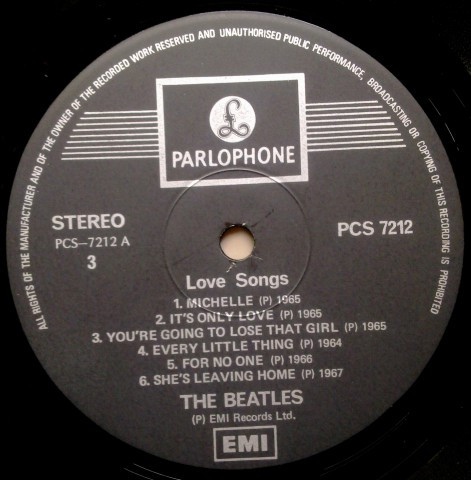 ALL RIGHTS OF THE MANUFACTURER AND OF THE OWNER OF THE RECORDED WORK RESERVED AND UNAUTHORISED PUBLIC PERFORMANCE, BROADCASTING OR COPYING OF THIS RECORD IS PROHIBITED
£
PARLOPHONE
STEREO
PCS 7212
PCS–7212 A
3
Love Songs
1. MICHELLE (P) 1965
2. IT'S ONLY LOVE (P) 1965
3. YOU'RE GOING TO LOSE THAT GIRL (P) 1965
4. EVERY LITTLE THING (P) 1964
5. FOR NO ONE (P) 1966
6. SHE'S LEAVING HOME (P) 1967
THE BEATLES
(P) EMI Records Ltd.
EMI